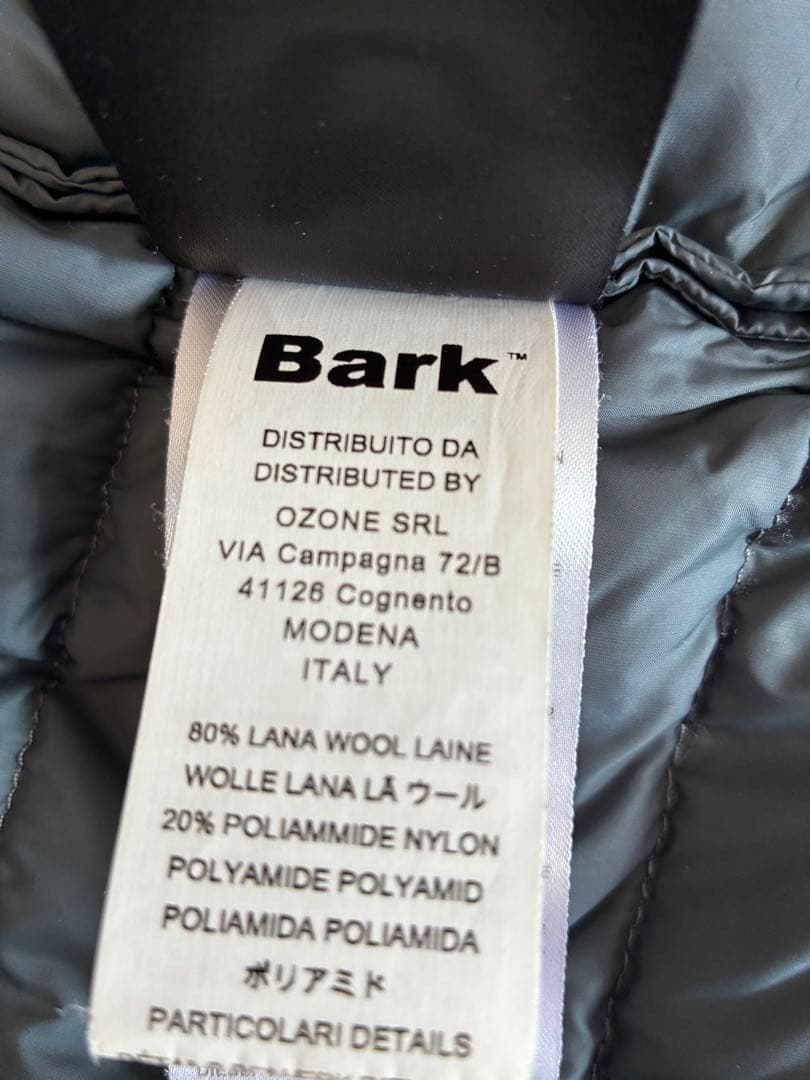 Bark™
DISTRIBUITO DA
DISTRIBUTED BY
OZONE SRL
VIA Campagna 72/B
41126 Cognento
MODENA
ITALY
80% LANA WOOL LAINE
WOLLE LANA LÃ ウール
20% POLIAMMIDE NYLON
POLYAMIDE POLYAMID
POLIAMIDA POLIAMIDA
ポリアミド
PARTICOLARI DETAILS